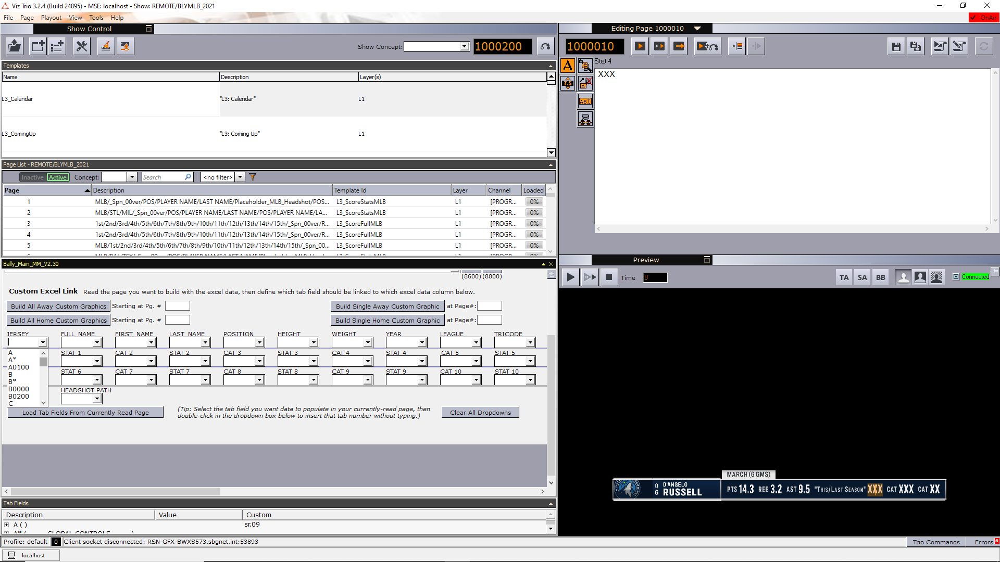 Viz Trio 3.2.4 (Build 24895) - MSE: localhost - Show: REMOTE/BLYMLB_2021
File Page Playout View Tools Help
OnAir
Show Control
Editing Page 1000010
Show Concept:
1000200
1000010
Templates
Stat 4
XXX
Name Description Layer(s)
L3_Calendar "L3: Calendar" L1
L3_ComingUp "L3: Coming Up" L1
Page List - REMOTE/BLYMLB_2021
Inactive Active Concept: Search <no filter>
Page Description Template Id Layer Channel Loaded
1 MLB/_Spn_00ver/POS/PLAYER NAME/LAST NAME/Placeholder_MLB_Headshot/POS... L3_ScoreStatsMLB L1 [PROGR... 0%
2 MLB/STL/MIL/_Spn_00ver/POS/PLAYER NAME/LAST NAME/POS/PLAYER NAME/LA... L3_ScoreStatsMLB L1 [PROGR... 0%
3 1st/2nd/3rd/4th/5th/6th/7th/8th/9th/10th/11th/12th/13th/14th/15th/_Spn_00ver/R... L3_ScoreFullMLB L1 [PROGR... 0%
4 1st/2nd/3rd/4th/5th/6th/7th/8th/9th/10th/11th/12th/13th/14th/15th/_Spn_00ver/R... L3_ScoreFullMLB L1 [PROGR... 0%
5 MLB/1st/2nd/3rd/4th/5th/6th/7th/8th/9th/10th/11th/12th/13th/14th/15th/_Spn_00... L3_ScoreFullMLB L1 [PROGR... 0%
Bally_Main_MM_V2.30
(8600) (8800)
Custom Excel Link Read the page you want to build with the excel data, then define which tab field should be linked to which excel data column below.
Build All Away Custom Graphics Starting at Pg. # Build Single Away Custom Graphic at Page#:
Build All Home Custom Graphics Starting at Pg. # Build Single Home Custom Graphic at Page#:
JERSEY FULL NAME FIRST NAME LAST NAME POSITION HEIGHT WEIGHT YEAR LEAGUE TRICODE
STAT 1 CAT 2 STAT 2 CAT 3 STAT 3 CAT 4 STAT 4 CAT 5 STAT 5
STAT 6 CAT 7 STAT 7 CAT 8 STAT 8 CAT 9 STAT 9 CAT 10 STAT 10
A
A*
A0100
B
B*
B0000
B0200
C
HEADSHOT PATH
Load Tab Fields From Currently Read Page
(Tip: Select the tab field you want data to populate in your currently-read page, then
double-click in the dropdown box below to insert that tab number without typing.)
Clear All Dropdowns
Tab Fields
Description Value Custom
A ( ) sr.09
Preview
Time 0
TA SA BB
Connected
MARCH (6 GMS)
0 D'ANGELO
G RUSSELL
PTS 14.3 REB 3.2 AST 9.5 "THIS/LAST SEASON" XXX CAT XXX CAT XX
Profile: default 0 Client socket disconnected: RSN-GFX-BWXS573.sbgnet.int:53893
Trio Commands Errors 6
localhost